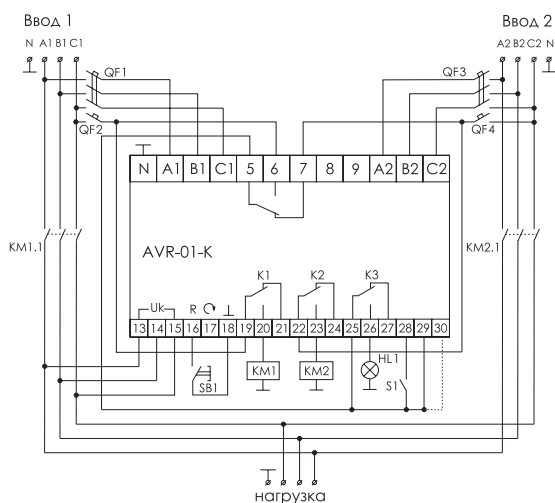 Ввод 1
Ввод 2
N A1 B1 C1
A2 B2 C2 N
QF1
QF3
QF2
QF4
N A1 B1 C1 5 6 7 8 9 A2 B2 C2
KM1.1
KM2.1
AVR-01-K
K1 K2 K3
Uk R
13 14 15 16 17 18 19 20 21 22 23 24 25 26 27 28 29 30
SB1
KM1
KM2
HL1
S1
нагрузка